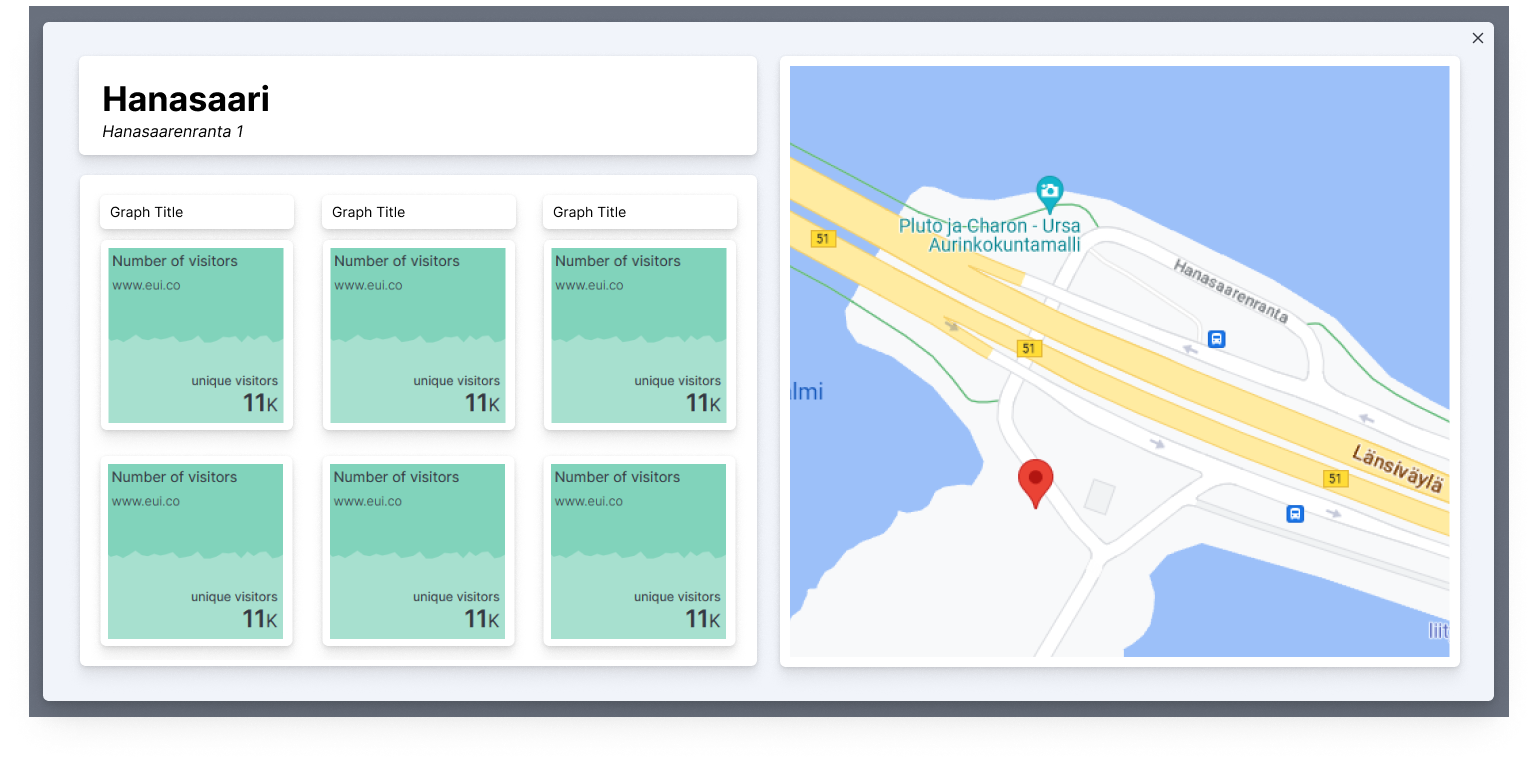 Hanasaari
Hanasaarenranta 1
Graph Title
Graph Title
Graph Title
Number of visitors
www.eui.co
unique visitors
11K
Number of visitors
www.eui.co
unique visitors
11K
Number of visitors
www.eui.co
unique visitors
11K
Number of visitors
www.eui.co
unique visitors
11K
Number of visitors
www.eui.co
unique visitors
11K
Number of visitors
www.eui.co
unique visitors
11K
Pluto ja Charon - Ursa
Aurinkokuntamalli
51
Hanasaarenranta
51
lmi
Länsiväylä
51
liit